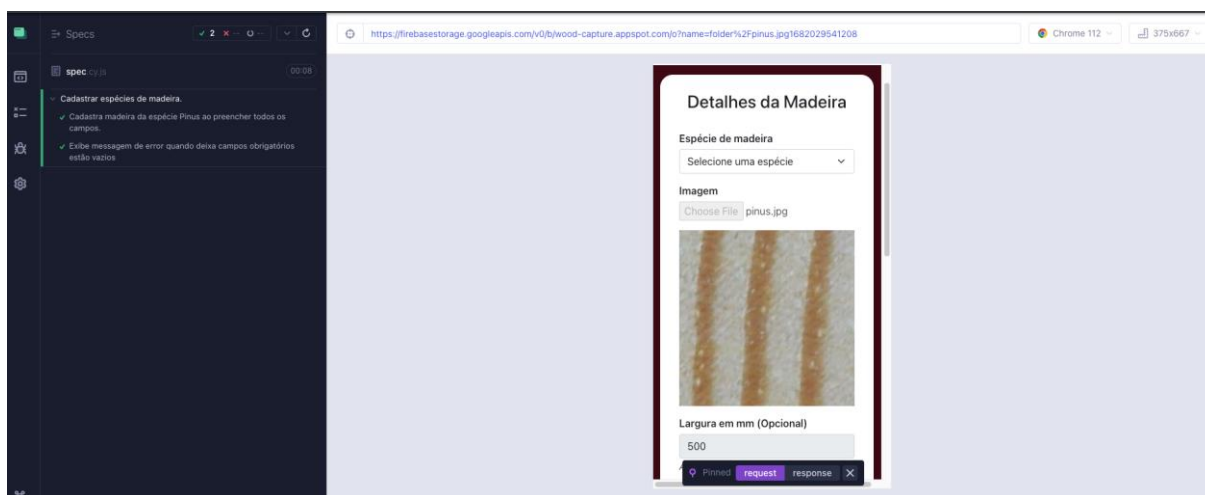 Specs
2
--
--
spec.cy.js
00:08
Cadastrar espécies de madeira.
Cadastra madeira da espécie Pinus ao preencher todos os
campos.
Exibe messagem de error quando deixa campos obrigatórios
estão vazios
https://firebasestorage.googleapis.com/v0/b/wood-capture.appspot.com/o?name=folder%2Fpinus.jpg1682029541208
Chrome 112
375x667
Detalhes da Madeira
Espécie de madeira
Selecione uma espécie
Imagem
Choose File pinus.jpg
Largura em mm (Opcional)
500
Pinned request response